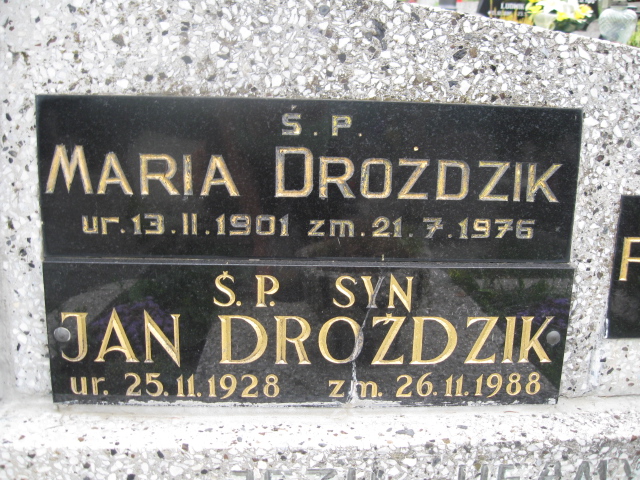 Ś.P.
MARIA DROŻDZIK
ur. 13.II.1901 zm. 21.7.1976
Ś.P. SYN
JAN DROŻDZIK
ur. 25.11.1928 zm. 26.11.1988